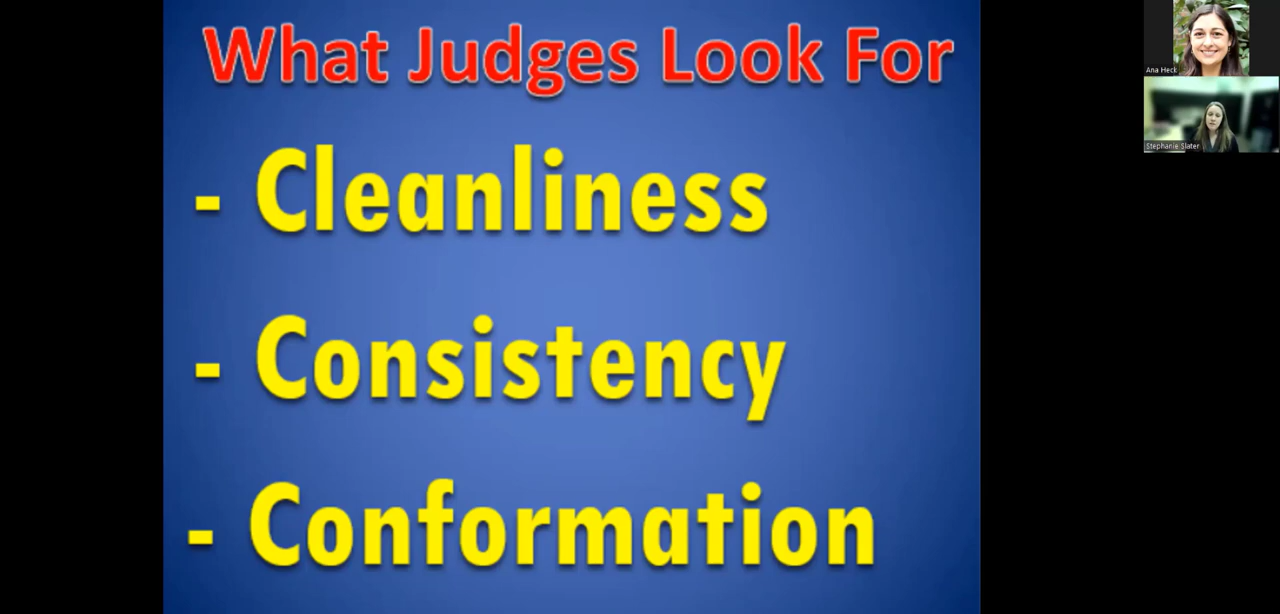 What Judges Look For
- Cleanliness
- Consistency
- Conformation
Ana Heck
Stephanie Slater